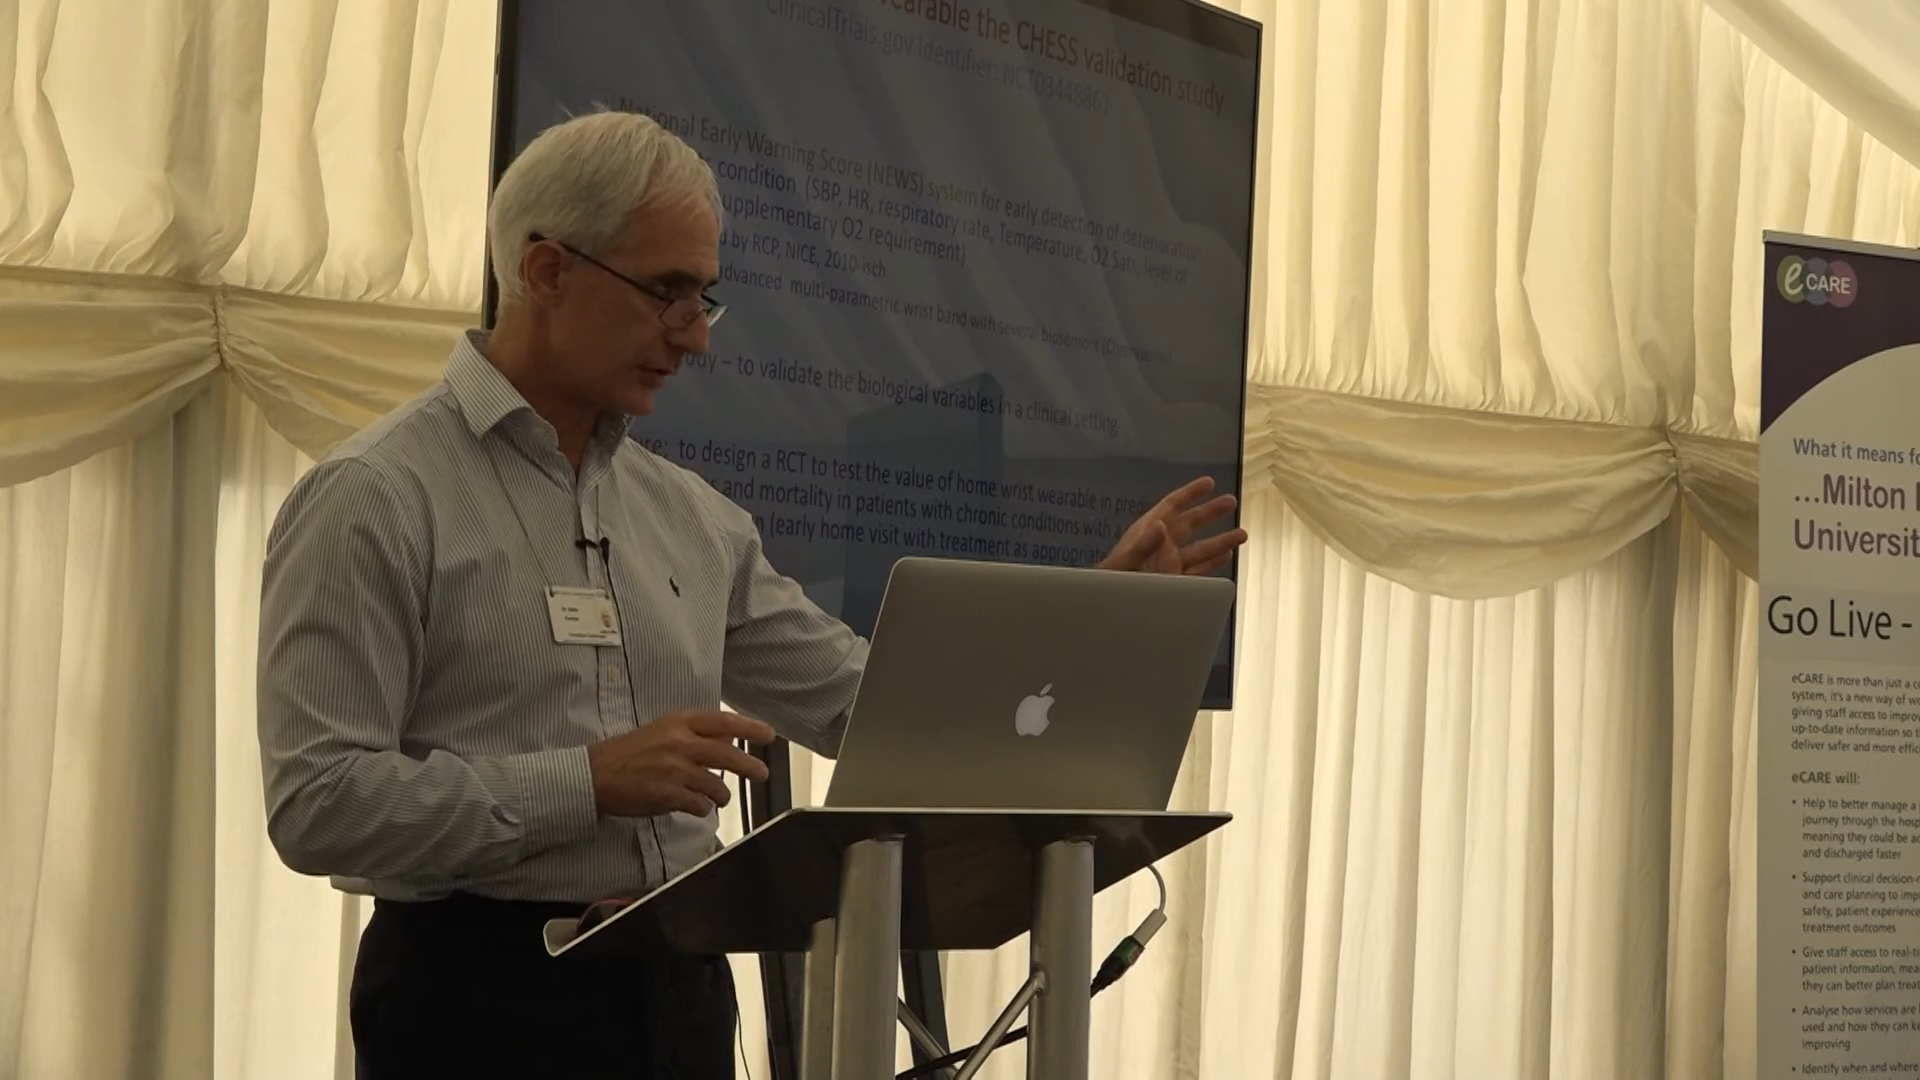 earable the CHESS validation study
ClinicalTrials.gov Identifier: NCT03448861
National Early Warning Score (NEWS) system for early detection of deterioration
condition (SBP, HR, respiratory rate, Temperature, O2 Sats, level of
upplementary O2 requirement)
d by RCP, NICE, 2010-isch
advanced multi-parametric wrist band with several biosensors
udy – to validate the biological variables in a clinical setting
ure: to design a RCT to test the value of home wrist wearable in pred
and mortality in patients with chronic conditions with a
(early home visit with treatment as appropriate
eCARE
What it means fo
...Milton
Universit
Go Live -
eCARE is more than just a c
system, it's a new way of w
giving staff access to improv
up-to-date information so t
deliver safer and more effic
eCARE will:
• Help to better manage a
journey through the hosp
meaning they could be a
and discharged faster
• Support clinical decision-
and care planning to imp
safety, patient experience
treatment outcomes
• Give staff access to real-ti
patient information, mea
they can better plan treat
• Analyse how services are
used and how they can k
improving
• Identify when and where